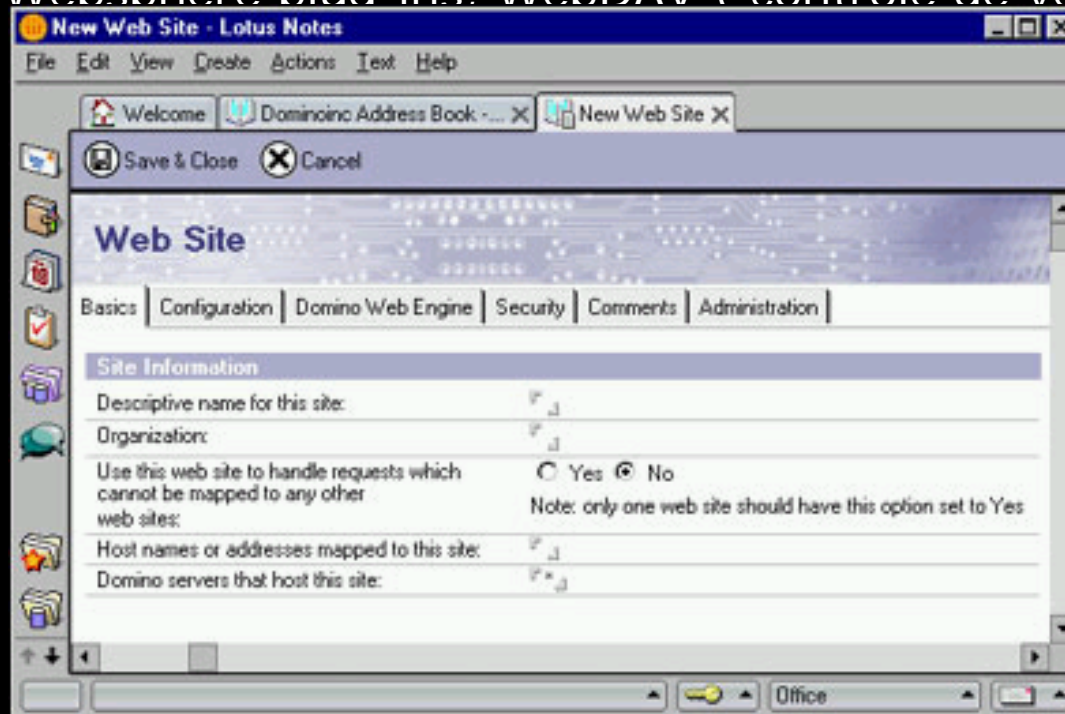 WebSphere plug-ins, WebDAV
New Web Site - Lotus Notes
File Edit View Create Actions Text Help
Welcome Dominoinc Address Book -... New Web Site
Save & Close Cancel
Web Site
Basics Configuration Domino Web Engine Security Comments Administration
Site Information
Descriptive name for this site:
Organization:
Use this web site to handle requests which Yes No
cannot be mapped to any other
web sites:
Note: only one web site should have this option set to Yes
Host names or addresses mapped to this site:
Domino servers that host this site: *
Office